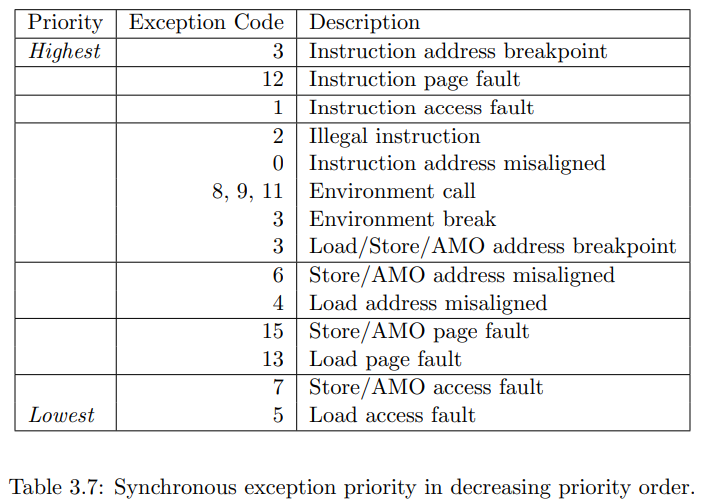 Priority Exception Code Description
Highest 3 Instruction address breakpoint
12 Instruction page fault
1 Instruction access fault
2 Illegal instruction
0 Instruction address misaligned
8, 9, 11 Environment call
3 Environment break
3 Load/Store/AMO address breakpoint
6 Store/AMO address misaligned
4 Load address misaligned
15 Store/AMO page fault
13 Load page fault
7 Store/AMO access fault
Lowest 5 Load access fault
Table 3.7: Synchronous exception priority in decreasing priority order.